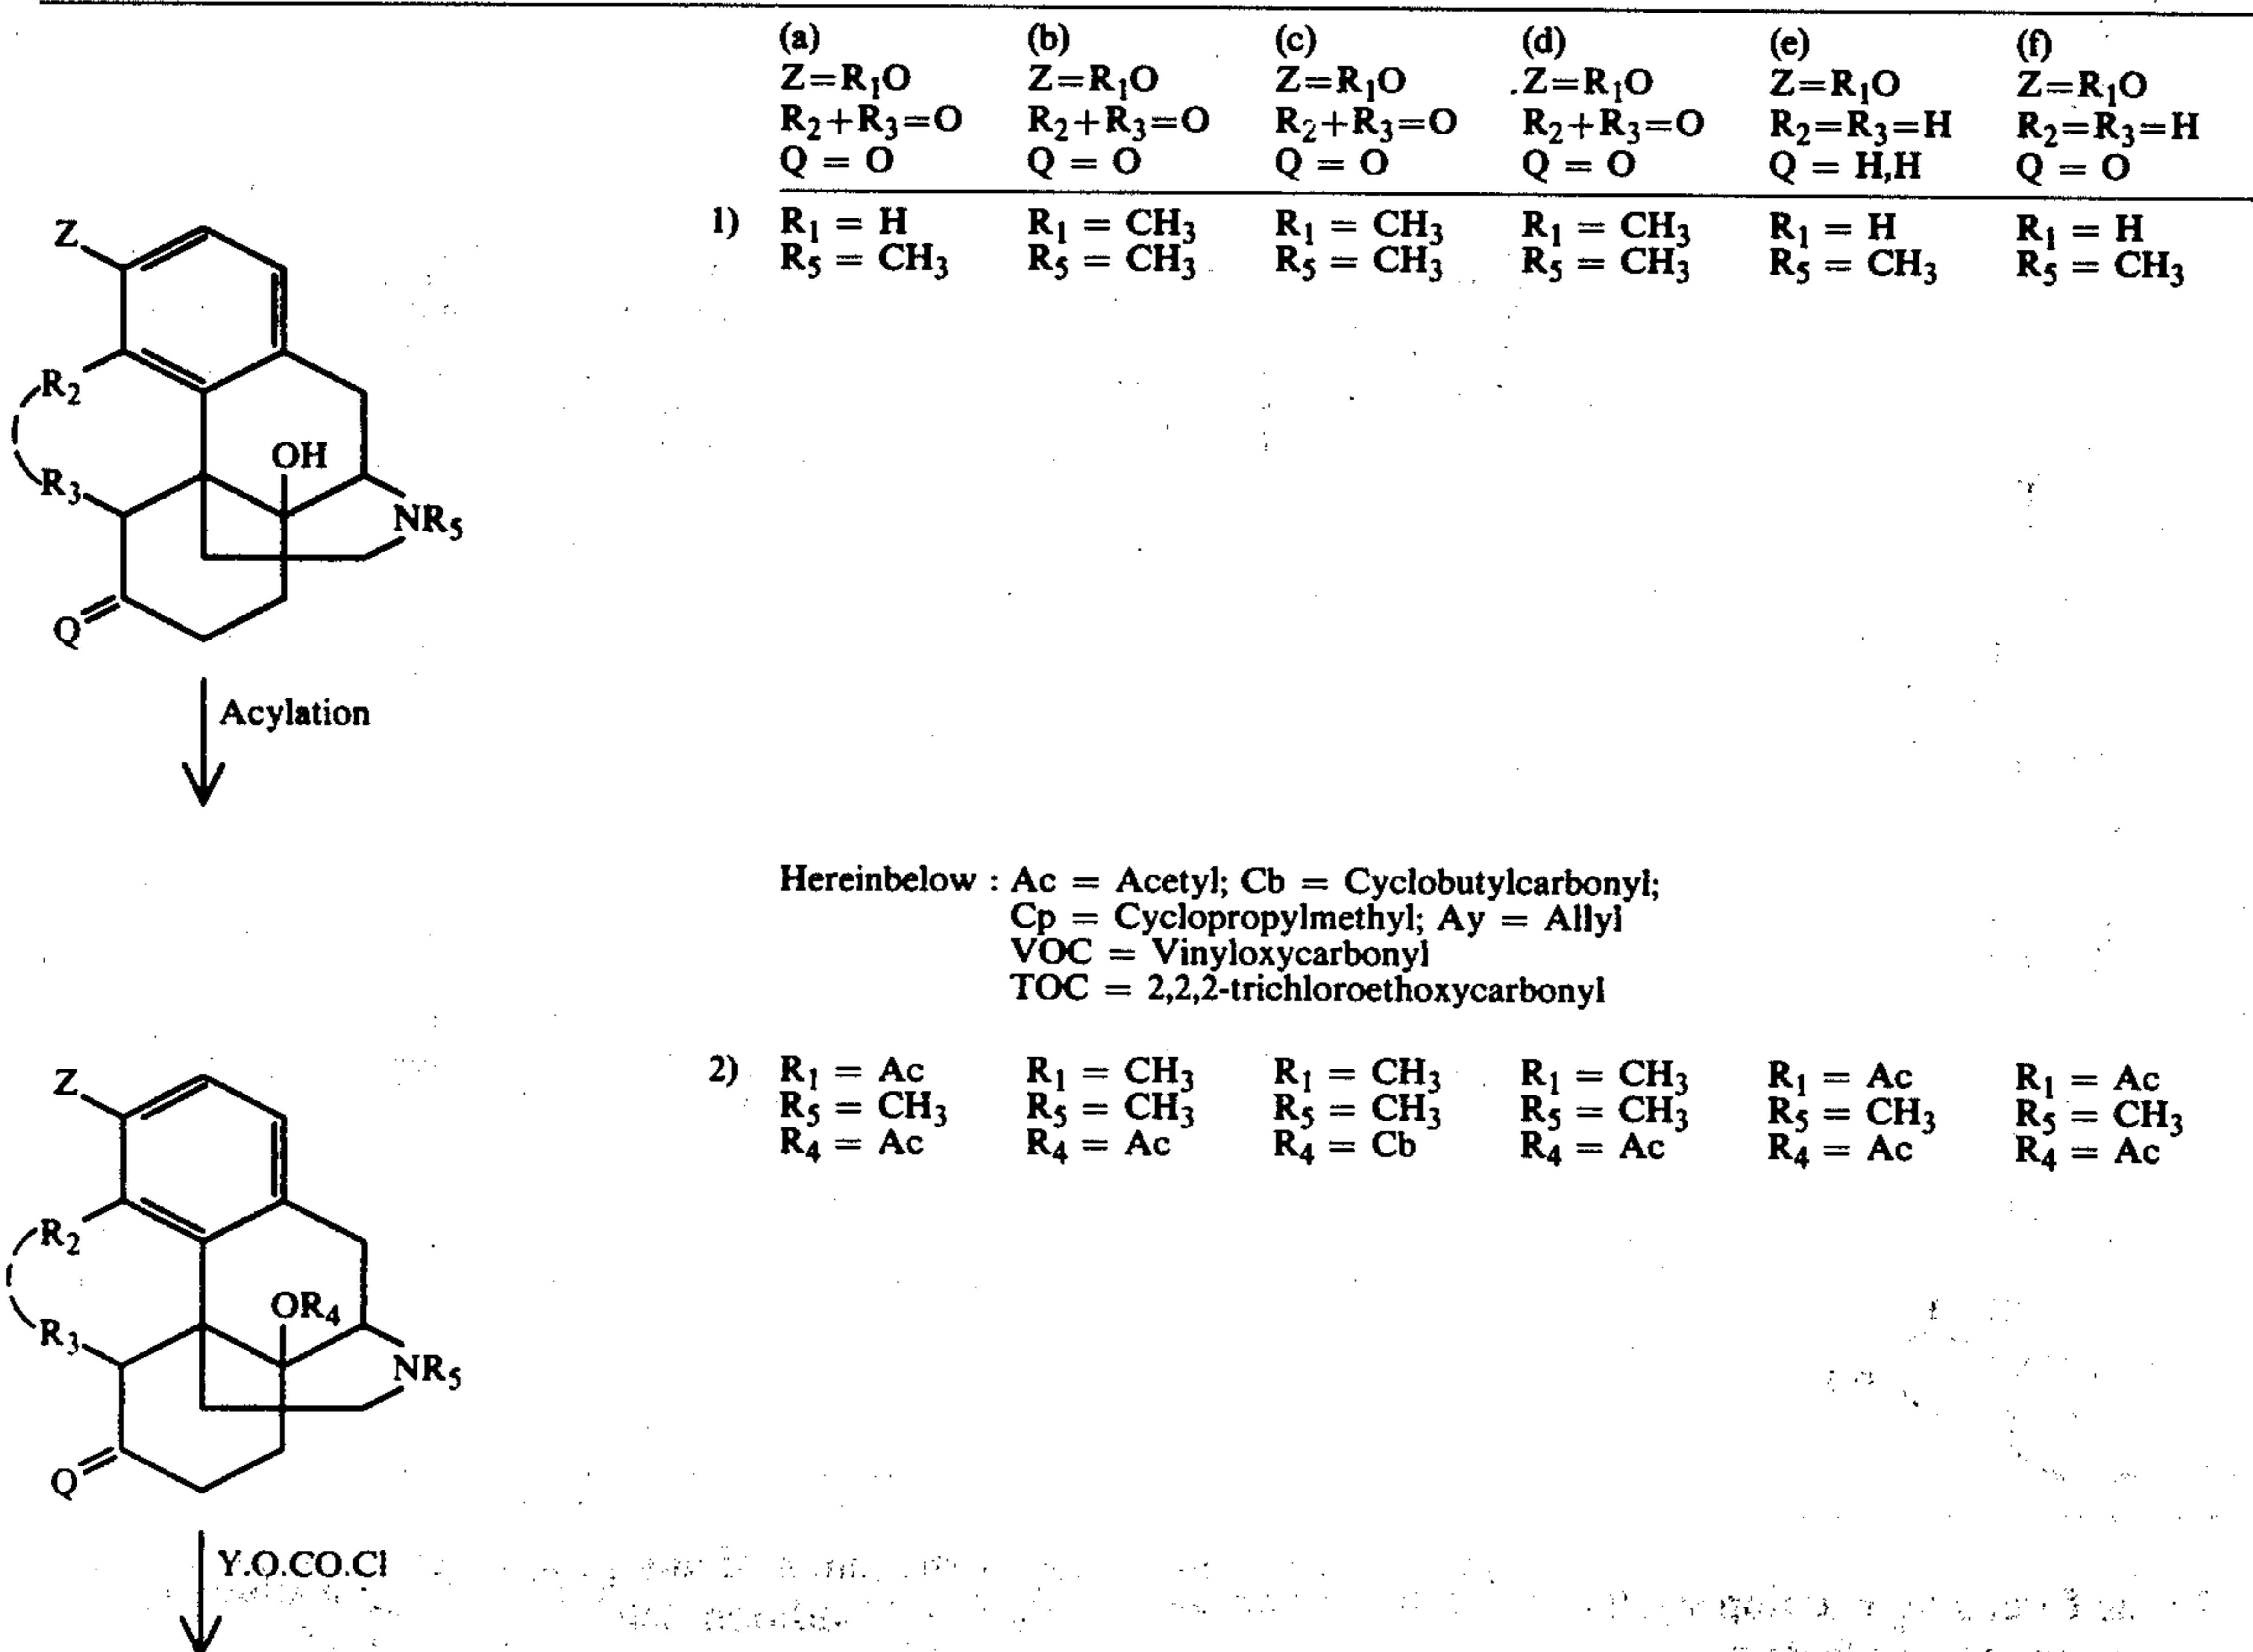 (a) (b) (c) (d) (e) (f)
Z=R₁O Z=R₁O Z=R₁O Z=R₁O Z=R₁O Z=R₁O
R₂+R₃=O R₂+R₃=O R₂+R₃=O R₂+R₃=O R₂=R₃=H R₂=R₃=H
Q = O Q = O Q = O Q = O Q = H,H Q = O
1) R₁ = H R₁ = CH₃ R₁ = CH₃ R₁ = CH₃ R₁ = H R₁ = H
R₅ = CH₃ R₅ = CH₃ R₅ = CH₃ R₅ = CH₃ R₅ = CH₃ R₅ = CH₃
Z
R₂
OH
R₃
NR₅
Q
Acylation
Hereinbelow : Ac = Acetyl; Cb = Cyclobutylcarbonyl;
Cp = Cyclopropylmethyl; Ay = Allyl
VOC = Vinyloxycarbonyl
TOC = 2,2,2-trichloroethoxycarbonyl
2) R₁ = Ac R₁ = CH₃ R₁ = CH₃ R₁ = CH₃ R₁ = Ac R₁ = Ac
R₅ = CH₃ R₅ = CH₃ R₅ = CH₃ R₅ = CH₃ R₅ = CH₃ R₅ = CH₃
R₄ = Ac R₄ = Ac R₄ = Cb R₄ = Ac R₄ = Ac R₄ = Ac
Z
R₂
OR₄
R₃
NR₅
Q
Y.O.CO.Cl